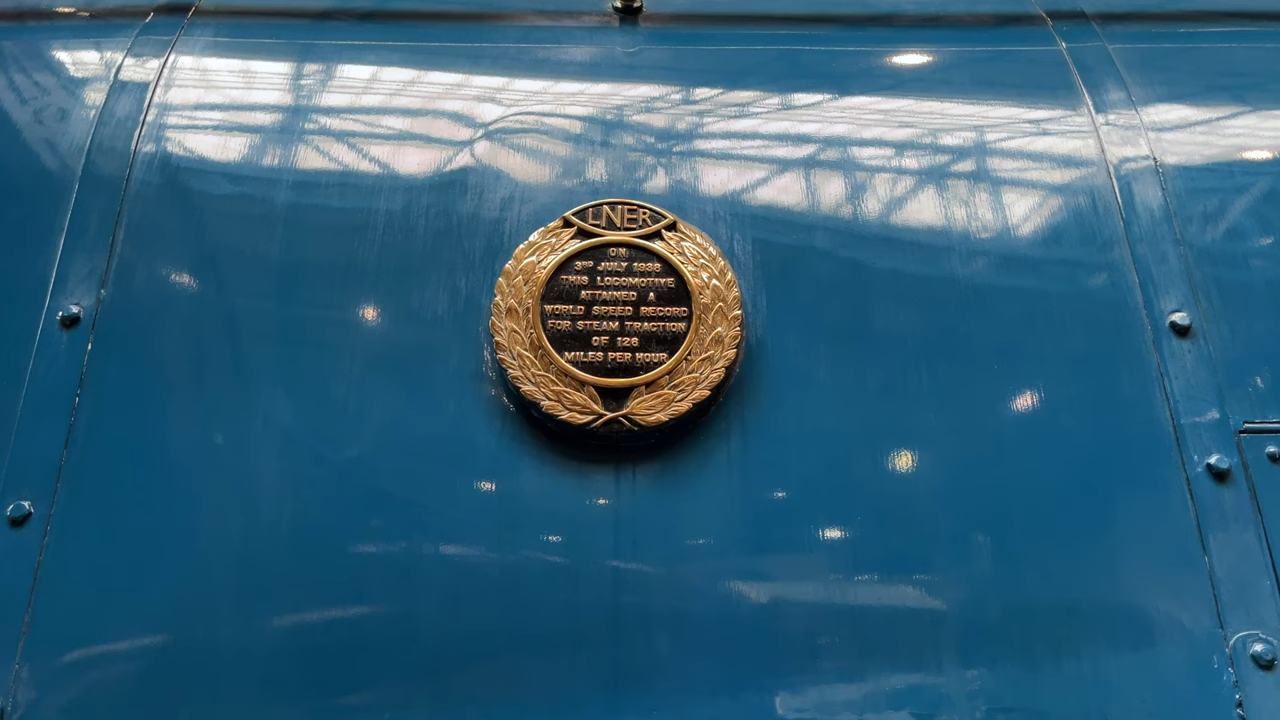 LNER
ON
3RD JULY 1938
THIS LOCOMOTIVE
ATTAINED A
WORLD SPEED RECORD
FOR STEAM TRACTION
OF 126
MILES PER HOUR